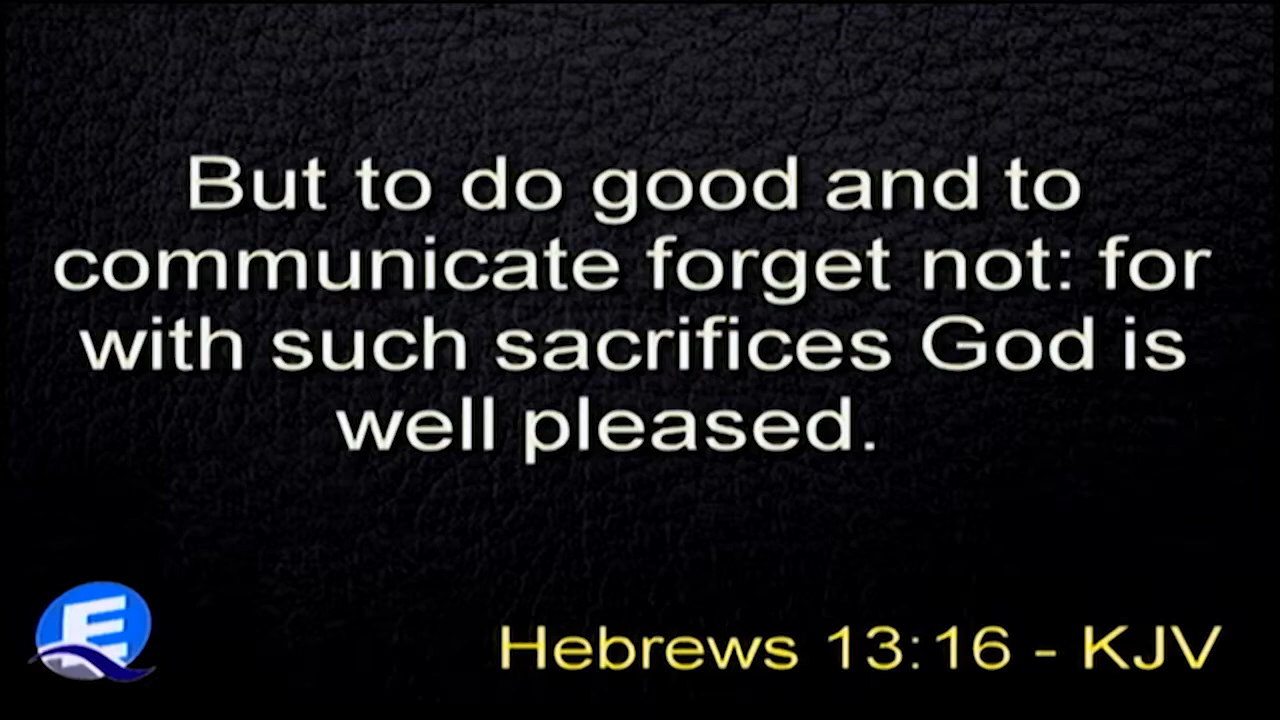 But to do good and to
communicate forget not: for
with such sacrifices God is
well pleased.
E
Hebrews 13:16 - KJV